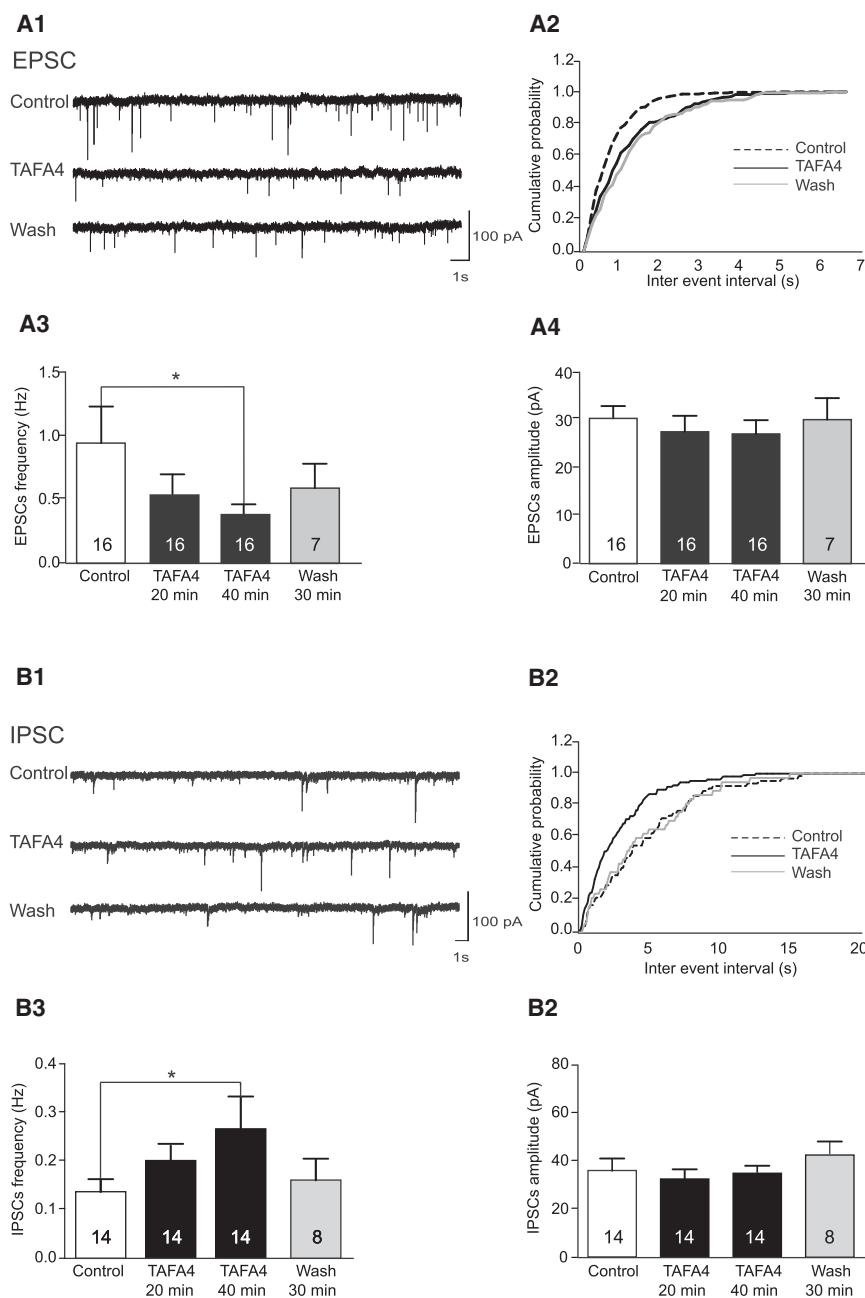 A1
EPSC
Control
TAFA4
Wash
100 pA
1s
A2
Cumulative probability
1.2
1.0
0.8
0.6
0.4
0.2
0.0
0 1 2 3 4 5 6 7
Inter event interval (s)
Control
TAFA4
Wash
A3
EPSCs frequency (Hz)
1.5
1.0
0.5
0.0
*
16 16 16 7
Control TAFA4 TAFA4 Wash
20 min 40 min 30 min
A4
EPSCs amplitude (pA)
40
30
20
10
0
16 16 16 7
Control TAFA4 TAFA4 Wash
20 min 40 min 30 min
B1
IPSC
Control
TAFA4
Wash
100 pA
1s
B2
Cumulative probability
1.2
1.0
0.8
0.6
0.4
0.2
0.0
0 5 10 15 20
Inter event interval (s)
Control
TAFA4
Wash
B3
IPSCs frequency (Hz)
0.4
0.3
0.2
0.1
0.0
*
14 14 14 8
Control TAFA4 TAFA4 Wash
20 min 40 min 30 min
B2
IPSCs amplitude (pA)
80
60
40
20
0
14 14 14 8
Control TAFA4 TAFA4 Wash
20 min 40 min 30 min